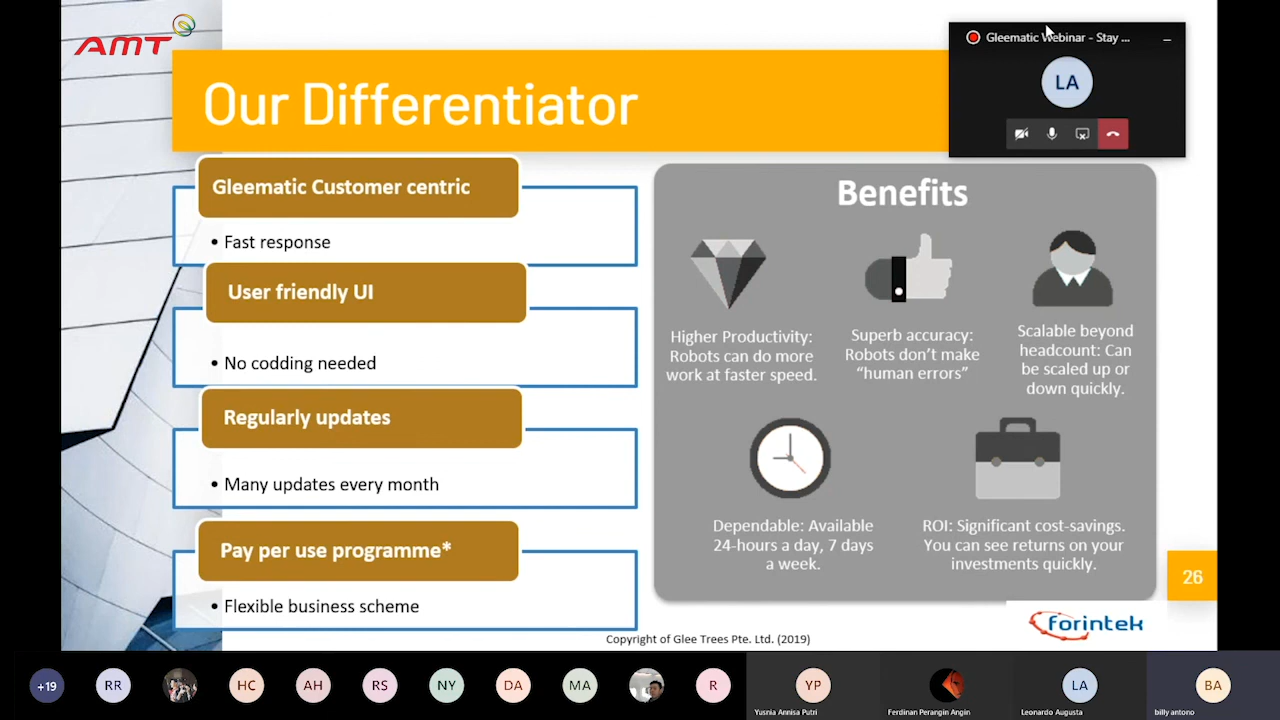 AMT
Our Differentiator
Gleematic Webinar - Stay ...
LA
Gleematic Customer centric
• Fast response
User friendly UI
• No codding needed
Regularly updates
• Many updates every month
Pay per use programme*
• Flexible business scheme
Benefits
Higher Productivity:
Robots can do more
work at faster speed.
Superb accuracy:
Robots don't make
"human errors"
Scalable beyond
headcount: Can
be scaled up or
down quickly.
Dependable: Available
24-hours a day, 7 days
a week.
ROI: Significant cost-savings.
You can see returns on your
investments quickly.
26
Copyright of Glee Trees Pte. Ltd. (2019)
forintek
+19
RR
HC
AH
RS
NY
DA
MA
R
YP
Yusnia Annisa Putri
Ferdinan Perangin Angin
LA
Leonardo Augusta
BA
billy antono